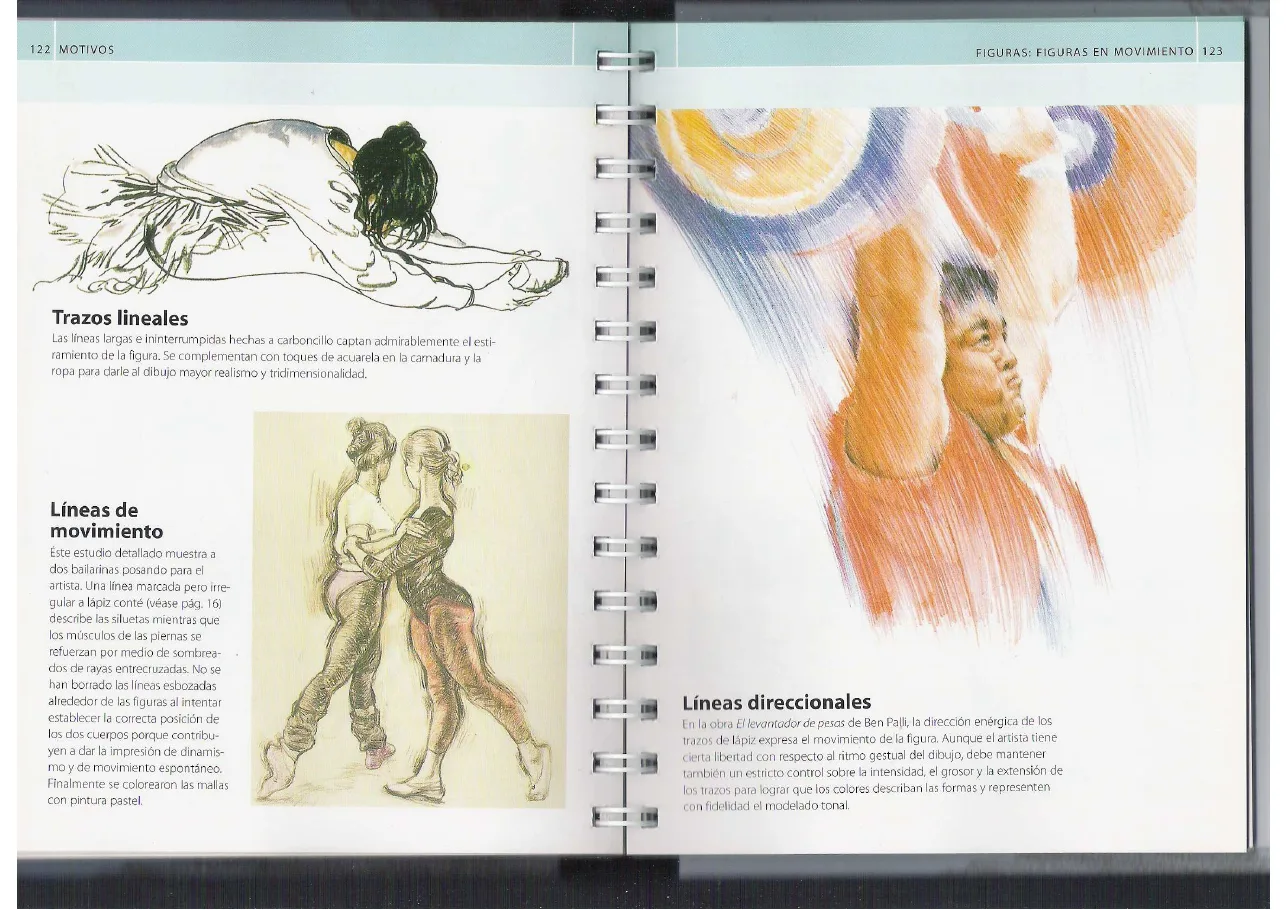 122 MOTIVOS
Trazos lineales
Las líneas largas e ininterrumpidas hechas a carboncillo captan admirablemente el esti-
ramiento de la figura. Se complementan con toques de acuarela en la carnadura y la
ropa para darle al dibujo mayor realismo y tridimensionalidad.
Líneas de
movimiento
Este estudio detallado muestra a
dos bailarinas posando para el
artista. Una línea marcada pero irre-
gular a lápiz conté (véase pág. 16)
describe las siluetas mientras que
los músculos de las piernas se
refuerzan por medio de sombrea-
dos de rayas entrecruzadas. No se
han borrado las líneas esbozadas
alrededor de las figuras al intentar
establecer la correcta posición de
los dos cuerpos porque contribu-
yen a dar la impresión de dinamis-
mo y de movimiento espontáneo.
Finalmente se colorearon las mallas
con pintura pastel.
FIGURAS: FIGURAS EN MOVIMIENTO 123
Líneas direccionales
En la obra El levantador de pesas de Ben Palli, la dirección enérgica de los
trazos de lápiz expresa el movimiento de la figura. Aunque el artista tiene
cierta libertad con respecto al ritmo gestual del dibujo, debe mantener
también un estricto control sobre la intensidad, el grosor y la extensión de
los trazos para lograr que los colores describan las formas y representen
con fidelidad el modelado tonal.